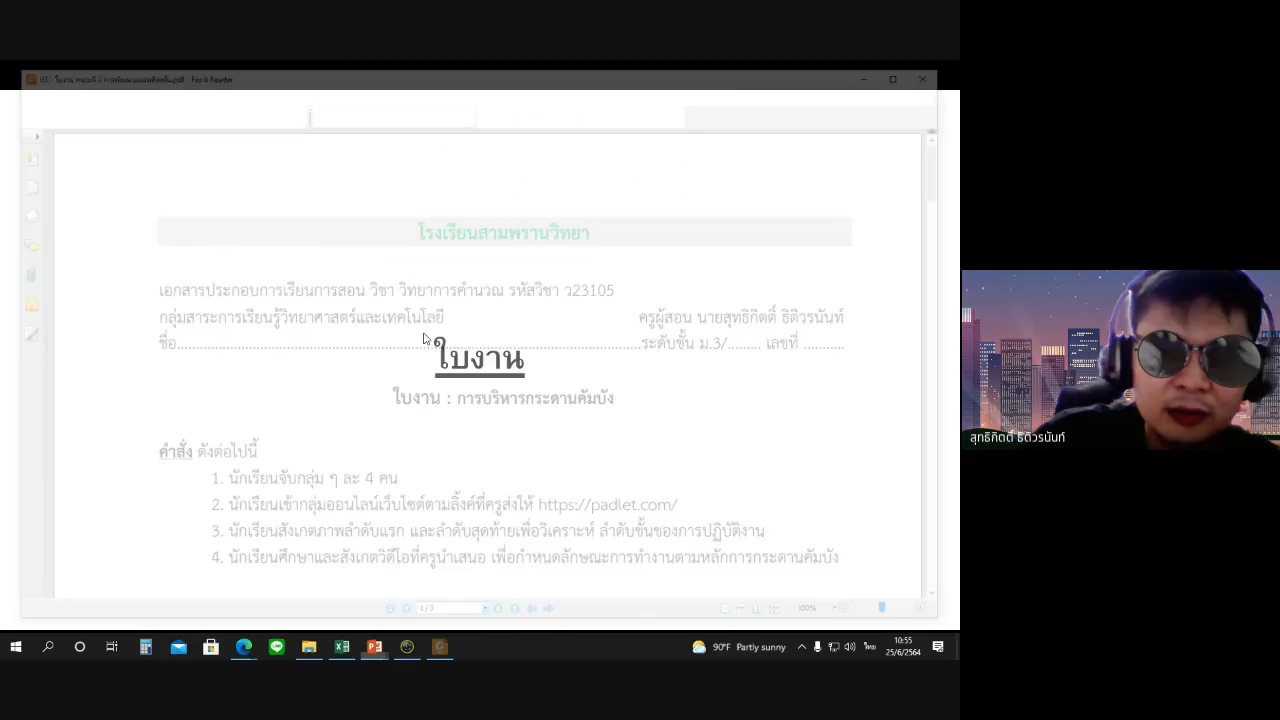 โรงเรียนสามพรานวิทยา
เอกสารประกอบการเรียนการสอน วิชา วิทยาการคำนวณ รหัสวิชา ว23105
กลุ่มสาระการเรียนรู้วิทยาศาสตร์และเทคโนโลยี ครูผู้สอน นายสุทธิกิตติ์ ธิติวรนันท์
ชื่อ.......................................................ระดับชั้น ม.3/........ เลขที่ ..........
ใบงาน
ใบงาน : การบริหารกระดานคัมบัง
คำสั่ง ดังต่อไปนี้
1. นักเรียนจับกลุ่ม ๆ ละ 4 คน
2. นักเรียนเข้ากลุ่มออนไลน์เว็บไซต์ตามลิ้งค์ที่ครูส่งให้ https://padlet.com/
3. นักเรียนสังเกตภาพลำดับแรก และลำดับสุดท้ายเพื่อวิเคราะห์ ลำดับขั้นของการปฏิบัติงาน
4. นักเรียนศึกษาและสังเกตวิดีโอที่ครูนำเสนอ เพื่อกำหนดลักษณะการทำงานตามหลักการกระดานคัมบัง
100%
สุทธิกิตติ์ ธิติวรนันท์
90°F Partly sunny
ไทย
10:55
25/6/2564